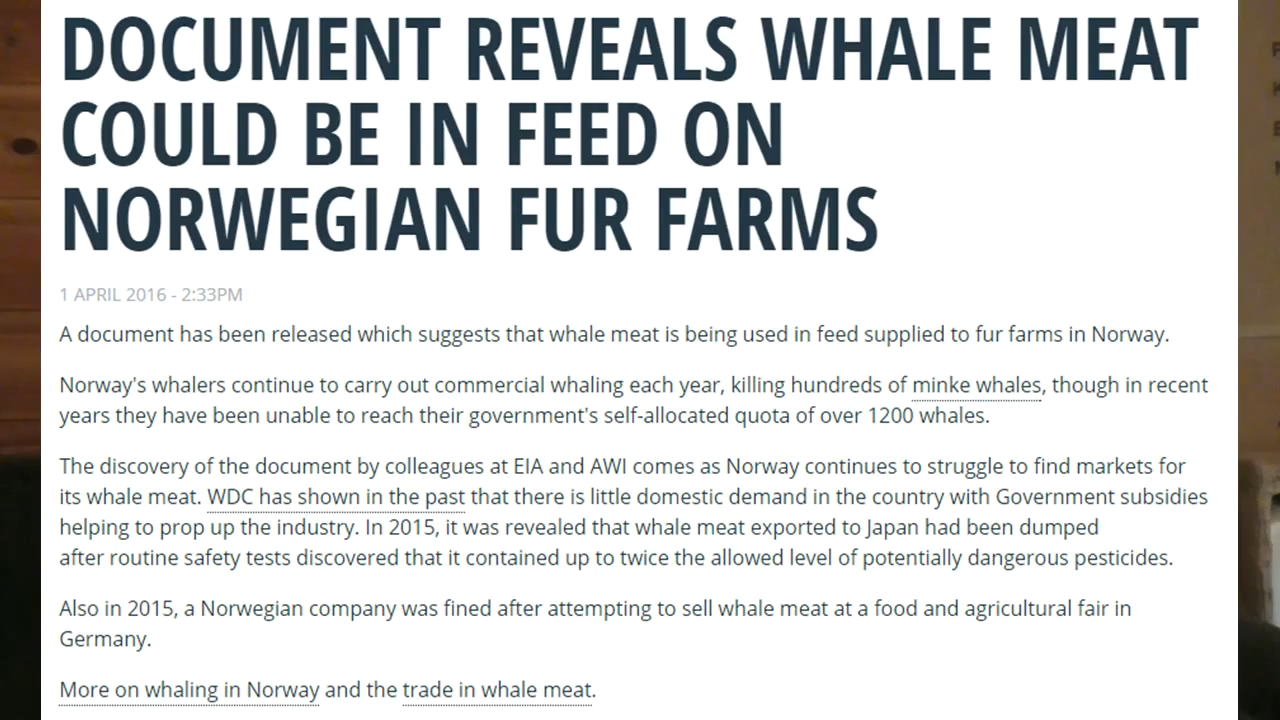 DOCUMENT REVEALS WHALE MEAT
COULD BE IN FEED ON
NORWEGIAN FUR FARMS
1 APRIL 2016 - 2:33PM
A document has been released which suggests that whale meat is being used in feed supplied to fur farms in Norway.
Norway's whalers continue to carry out commercial whaling each year, killing hundreds of minke whales, though in recent
years they have been unable to reach their government's self-allocated quota of over 1200 whales.
The discovery of the document by colleagues at EIA and AWI comes as Norway continues to struggle to find markets for
its whale meat. WDC has shown in the past that there is little domestic demand in the country with Government subsidies
helping to prop up the industry. In 2015, it was revealed that whale meat exported to Japan had been dumped
after routine safety tests discovered that it contained up to twice the allowed level of potentially dangerous pesticides.
Also in 2015, a Norwegian company was fined after attempting to sell whale meat at a food and agricultural fair in
Germany.
More on whaling in Norway and the trade in whale meat.